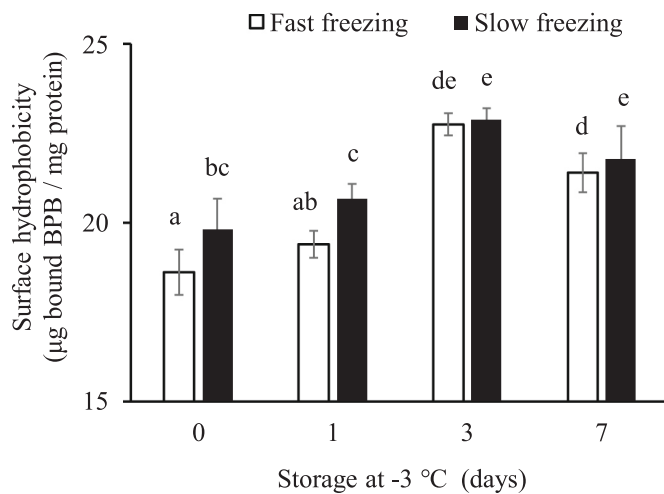 Fast freezing Slow freezing
Surface hydrophobicity
(µg bound BPB / mg protein)
25
20
15
a
bc
ab
c
de
e
d
e
0 1 3 7
Storage at -3 °C (days)